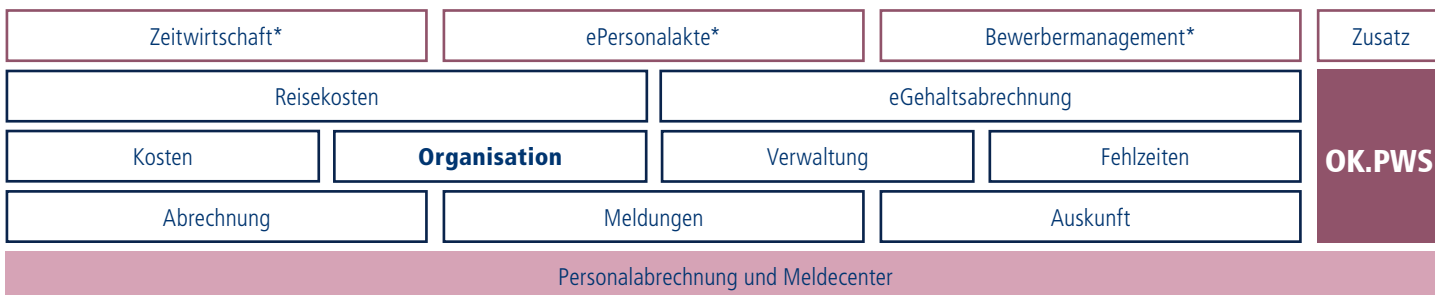 Zeitwirtschaft* ePersonalakte* Bewerbermanagement* Zusatz
Reisekosten eGehaltsabrechnung
Kosten Organisation Verwaltung Fehlzeiten OK.PWS
Abrechnung Meldungen Auskunft
Personalabrechnung und Meldecenter